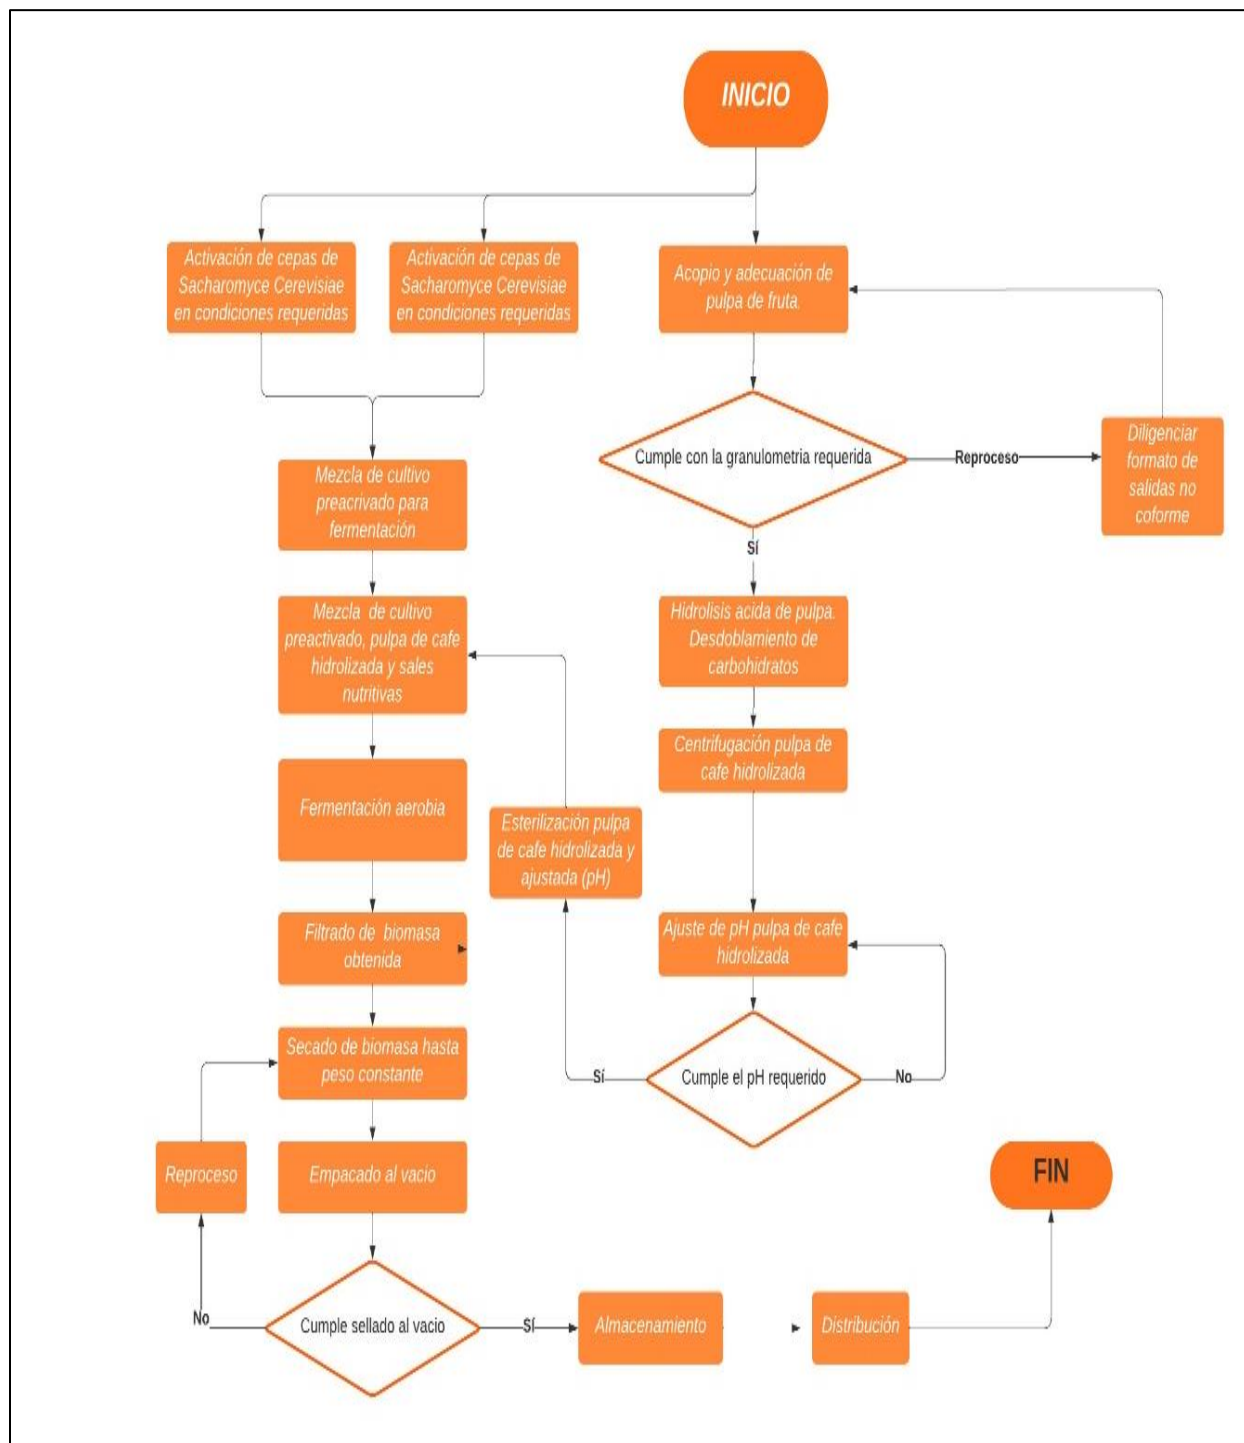 INICIO
Activación de cepas de
Sacharomyce Cerevisiae
en condiciones requeridas
Activación de cepas de
Sacharomyce Cerevisiae
en condiciones requeridas
Acopio y adecuación de
pulpa de fruta.
Cumple con la granulometria requerida
Reproceso
Diligenciar
formato de
salidas no
coforme
Sí
Mezcla de cultivo
preacrivado para
fermentación
Mezcla de cultivo
preactivado, pulpa de cafe
hidrolizada y sales
nutritivas
Hidrolisis acida de pulpa.
Desdoblamiento de
carbohidratos
Centrifugación pulpa de
cafe hidrolizada
Fermentación aerobia
Esterilización pulpa
de cafe hidrolizada y
ajustada (pH)
Filtrado de biomasa
obtenida
Ajuste de pH pulpa de cafe
hidrolizada
Secado de biomasa hasta
peso constante
Sí
Cumple el pH requerido
No
Reproceso
Empacado al vacio
FIN
No
Cumple sellado al vacio
Sí
Almacenamiento
Distribución